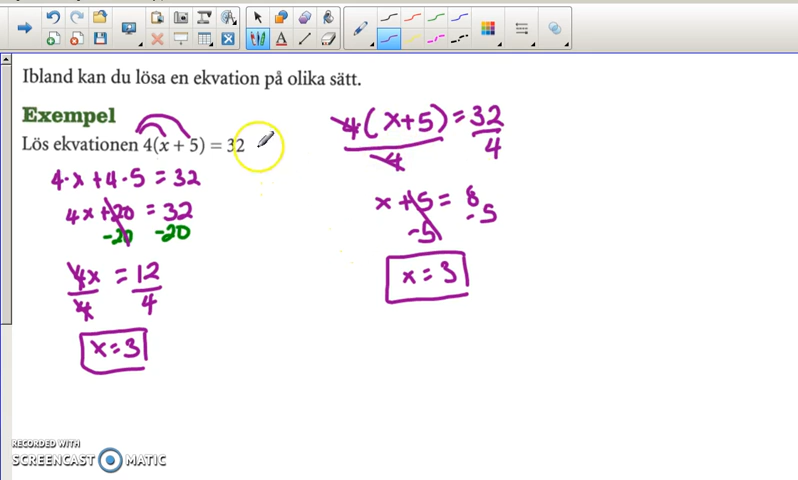 Ibland kan du lösa en ekvation på olika sätt.
Exempel
Lös ekvationen 4(x + 5) = 32
4·x + 4·5 = 32
4x + 20 = 32
-20 -20
4x = 12
4 4
x = 3
4(x+5) = 32
4 4
x + 5 = 8
-5 -5
x = 3
RECORDED WITH
SCREENCAST MATIC